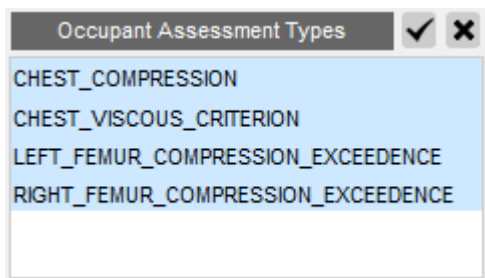 Occupant Assessment Types
CHEST_COMPRESSION
CHEST_VISCOUS_CRITERION
LEFT_FEMUR_COMPRESSION_EXCEEDENCE
RIGHT_FEMUR_COMPRESSION_EXCEEDENCE